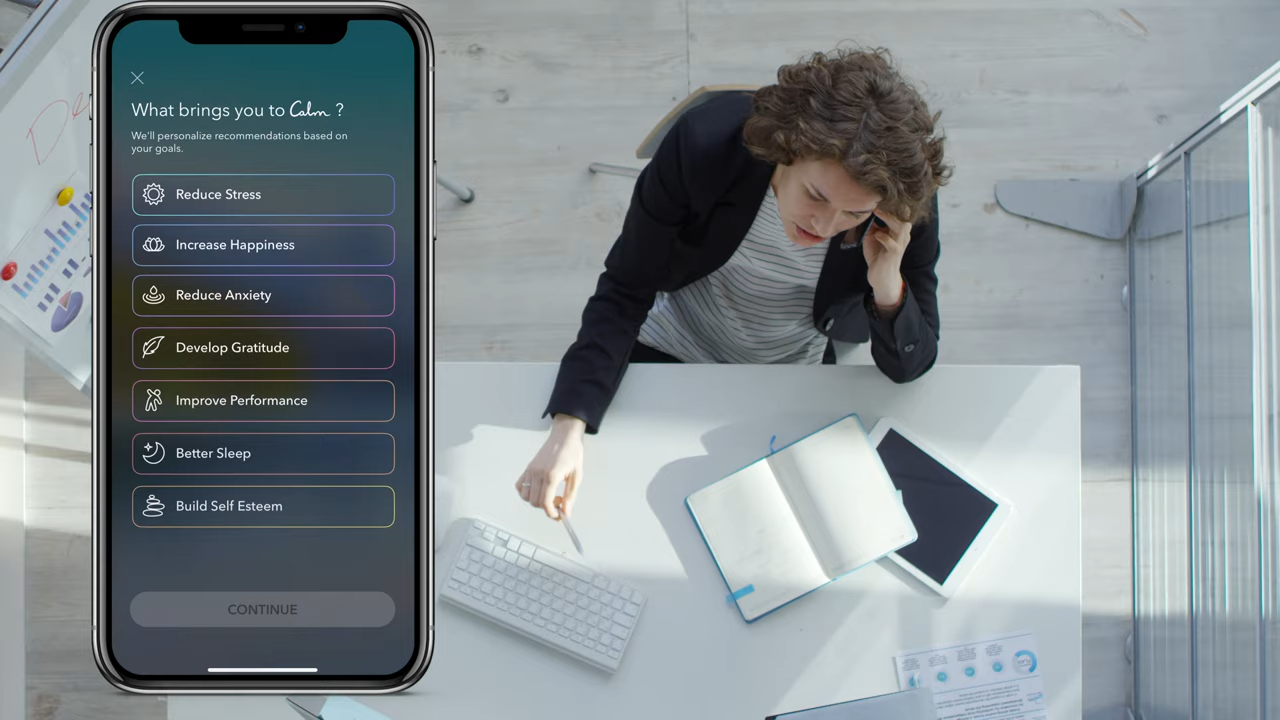 What brings you to Calm ?
We'll personalize recommendations based on
your goals.
Reduce Stress
Increase Happiness
Reduce Anxiety
Develop Gratitude
Improve Performance
Better Sleep
Build Self Esteem
CONTINUE